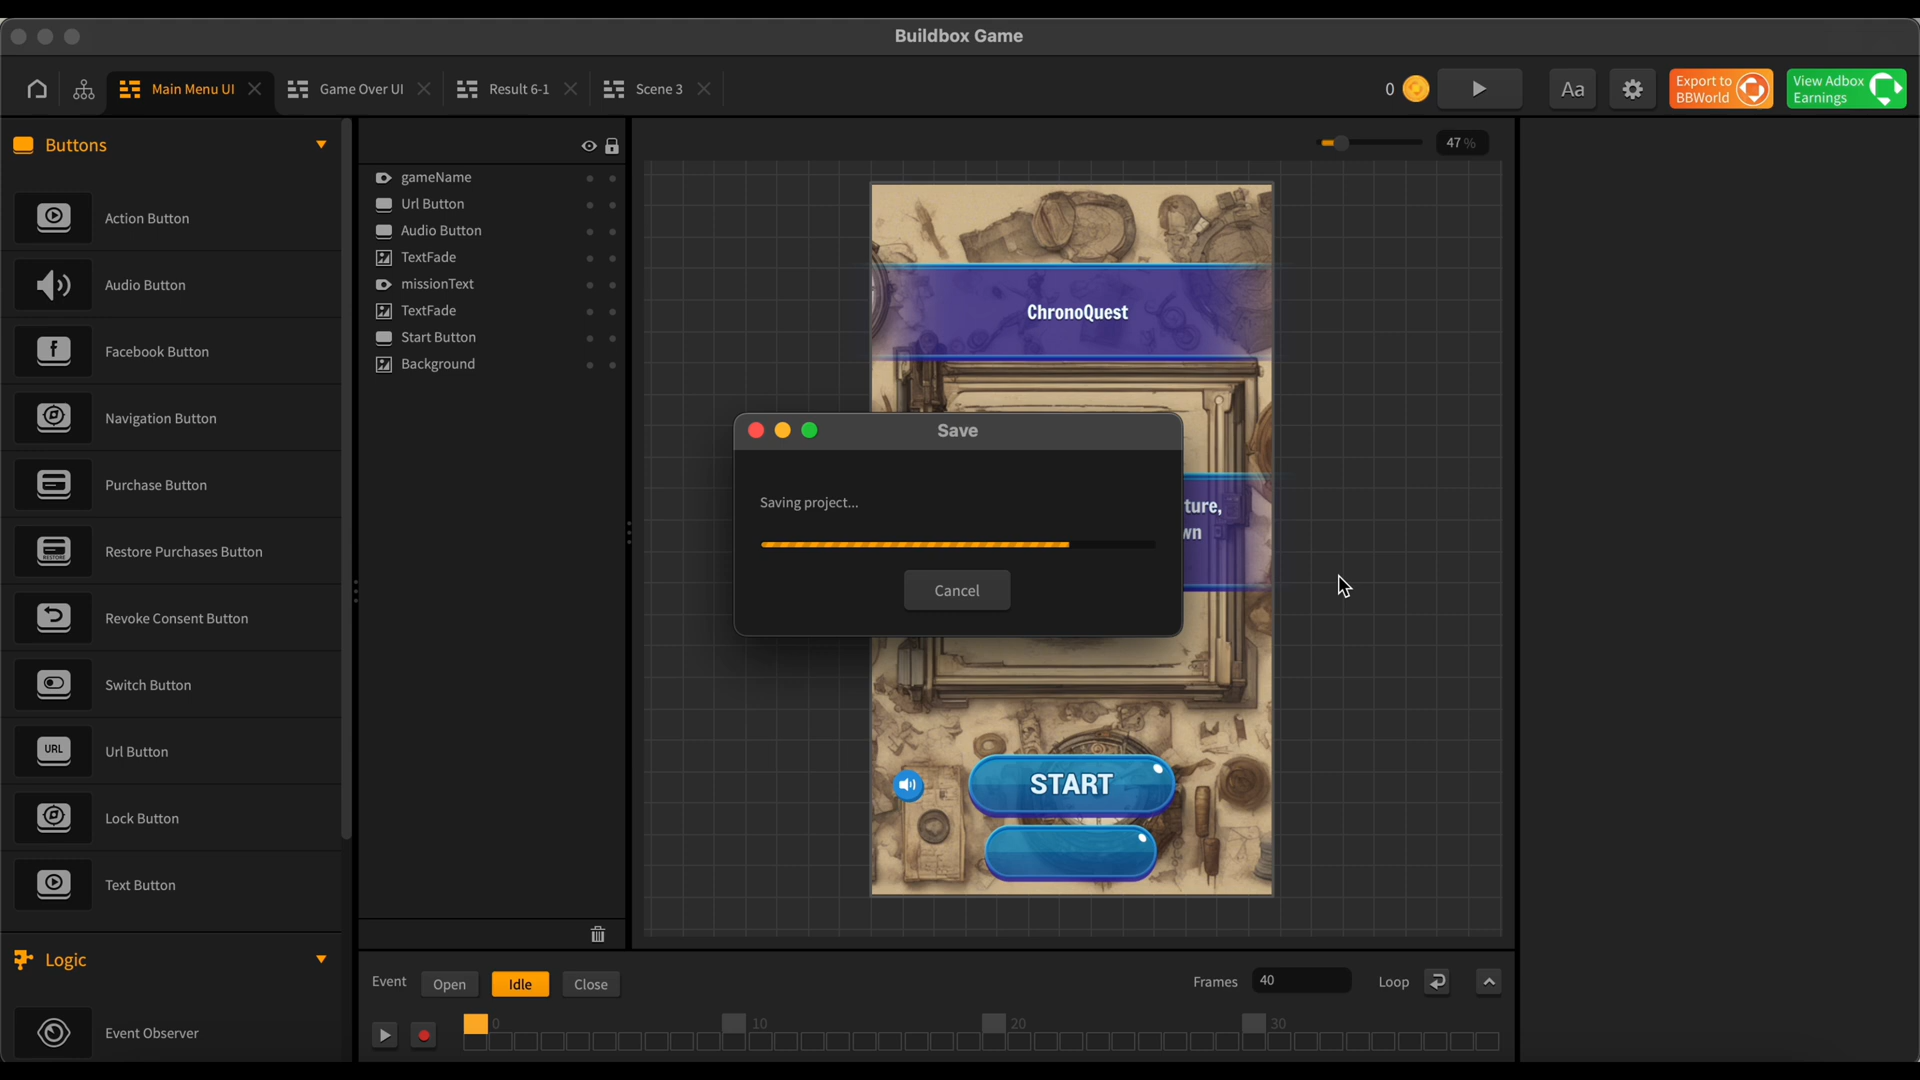 Buildbox Game
Main Menu UI
Game Over UI
Result 6-1
Scene 3
0
Aa
Export to
BBWorld
View Adbox
Earnings
Buttons
47 %
Action Button
Audio Button
Facebook Button
Navigation Button
Purchase Button
RESTORE
Restore Purchases Button
Revoke Consent Button
Switch Button
URL
Url Button
Lock Button
Text Button
Logic
Event Observer
gameName
Url Button
Audio Button
TextFade
missionText
TextFade
Start Button
Background
ChronoQuest
ture,
wn
START
Save
Saving project...
Cancel
Event
Open
Idle
Close
Frames
40
Loop
0
10
20
30